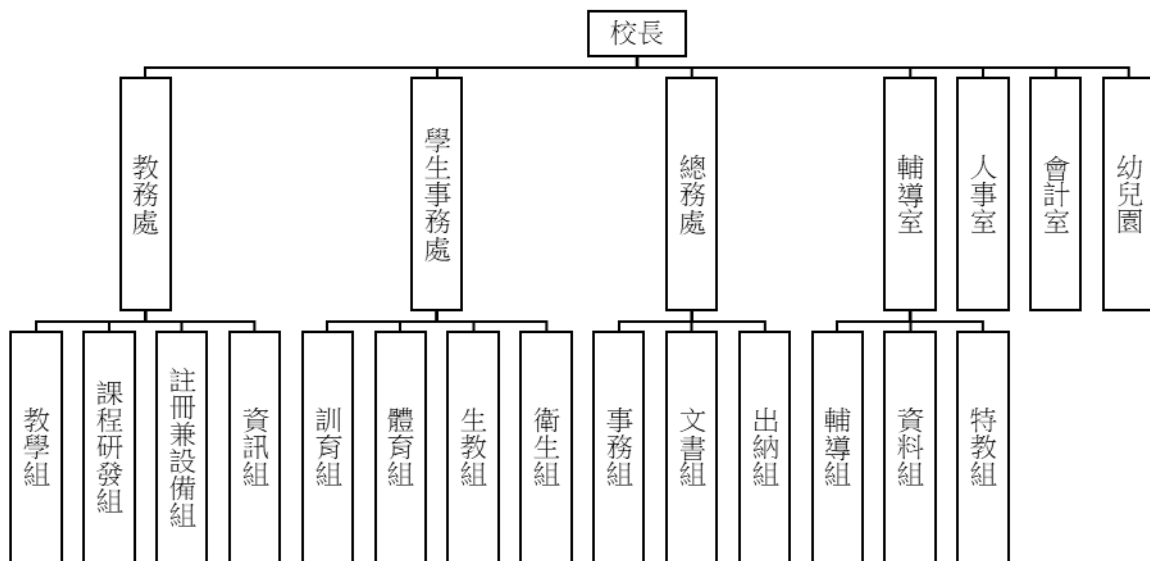 校長
教務處
學生事務處
總務處
輔導室
人事室
會計室
幼兒園
教學組
課程研發組
註冊兼設備組
資訊組
訓育組
體育組
生教組
衛生組
事務組
文書組
出納組
輔導組
資料組
特教組